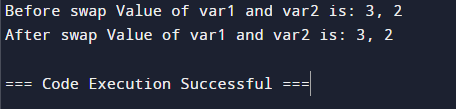 Before swap Value of var1 and var2 is: 3, 2
After swap Value of var1 and var2 is: 3, 2
=== Code Execution Successful ===